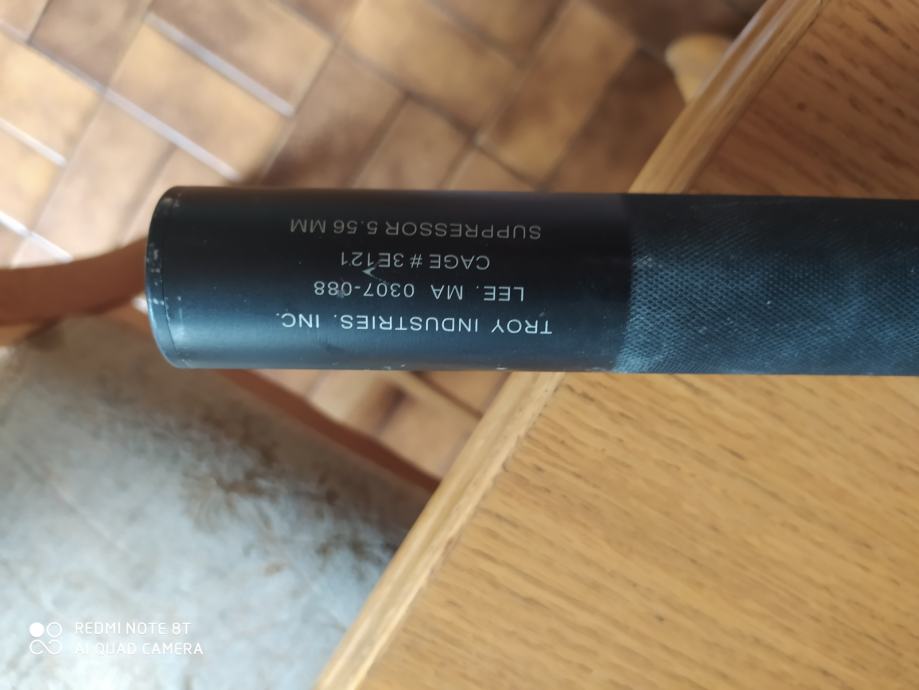 TROY INDUSTRIES. INC.
LEE. MA 0307-088
CAGE # 3E121
SUPPRESSOR 5.56 MM
REDMI NOTE 8T
AI QUAD CAMERA